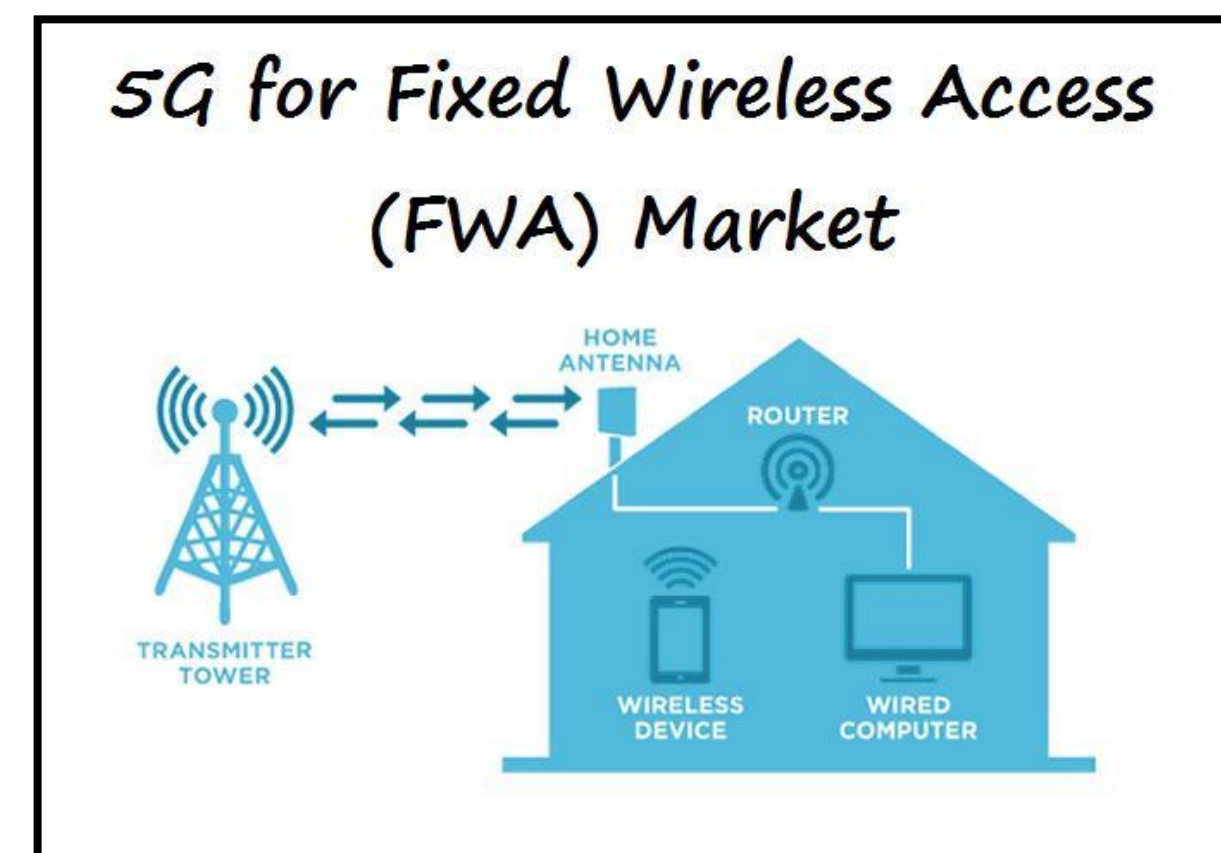 5G for Fixed Wireless Access
(FWA) Market
HOME
ANTENNA
ROUTER
TRANSMITTER
TOWER
WIRELESS
DEVICE
WIRED
COMPUTER